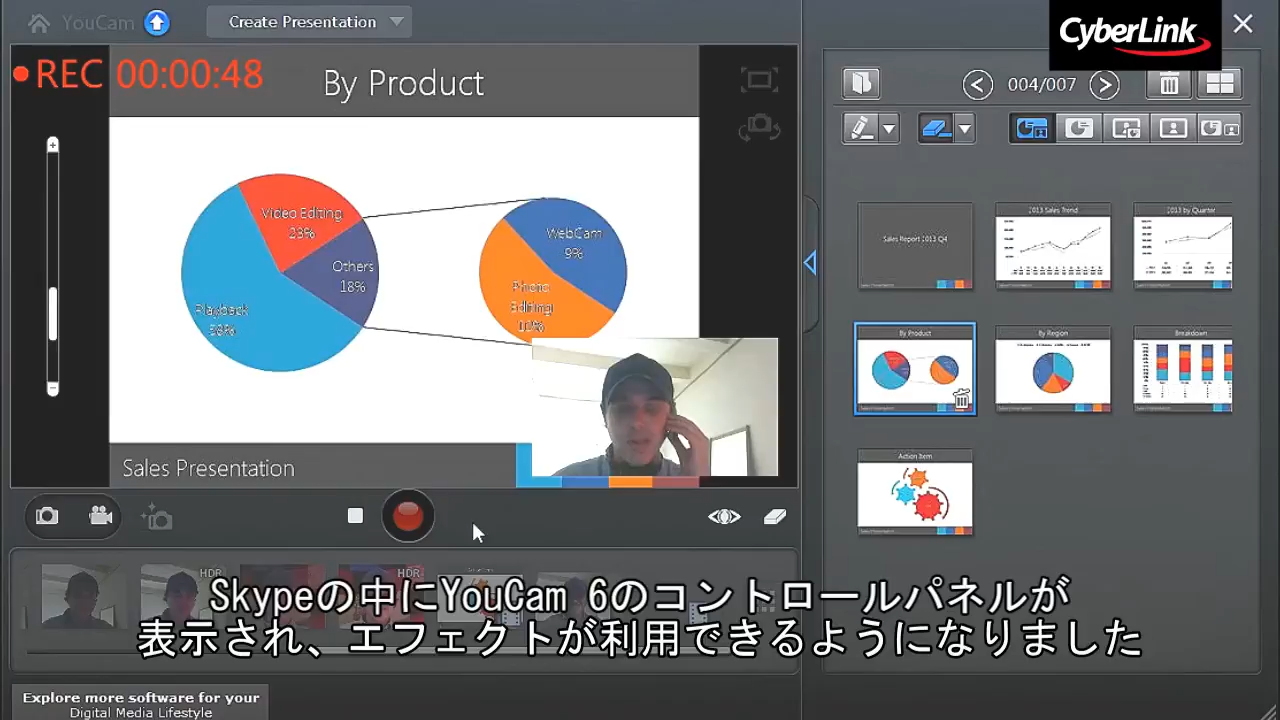 YouCam
Create Presentation
CyberLink
REC 00:00:48
By Product
004/007
Video Editing
23%
Others
18%
Playback
WebCam
9%
Photo
Editing
10%
Sales Presentation
Sales Report 2013 Q4
2013 Sales Trend
2013 by Quarter
By Product
By Region
Breakdown
Action Item
HDR
HDR
Skypeの中にYouCam 6のコントロールパネルが
表示され、エフェクトが利用できるようになりました
Explore more software for your
Digital Media Lifestyle